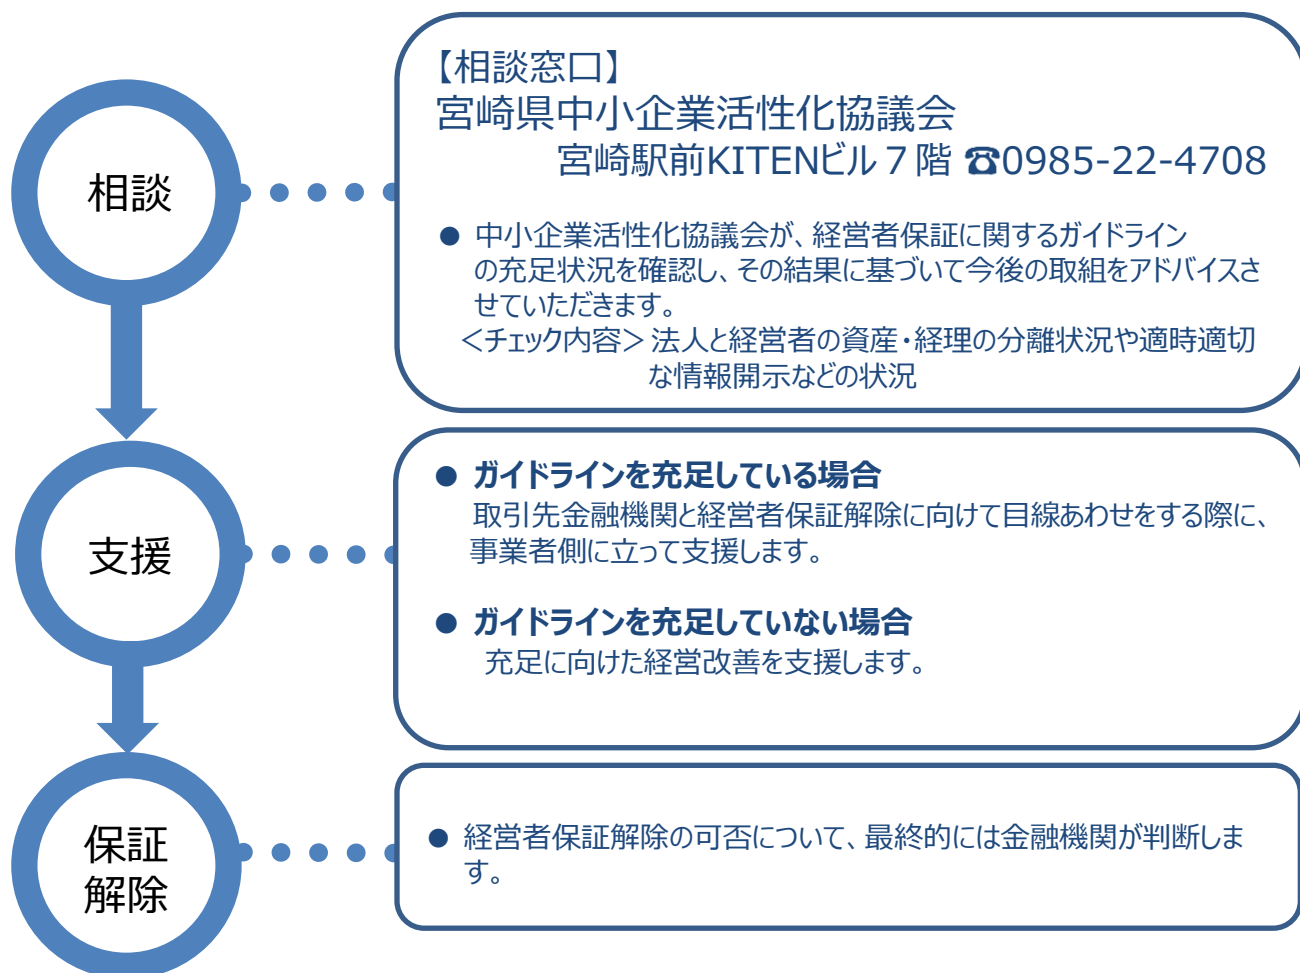 相談
【相談窓口】
宮崎県中小企業活性化協議会
宮崎駅前KITENビル７階 ☎0985-22-4708
● 中小企業活性化協議会が、経営者保証に関するガイドライン
の充足状況を確認し、その結果に基づいて今後の取組をアドバイスさ
せていただきます。
＜チェック内容＞ 法人と経営者の資産・経理の分離状況や適時適切
な情報開示などの状況
支援
● ガイドラインを充足している場合
取引先金融機関と経営者保証解除に向けて目線あわせをする際に、
事業者側に立って支援します。
● ガイドラインを充足していない場合
充足に向けた経営改善を支援します。
保証
解除
● 経営者保証解除の可否について、最終的には金融機関が判断しま
す。